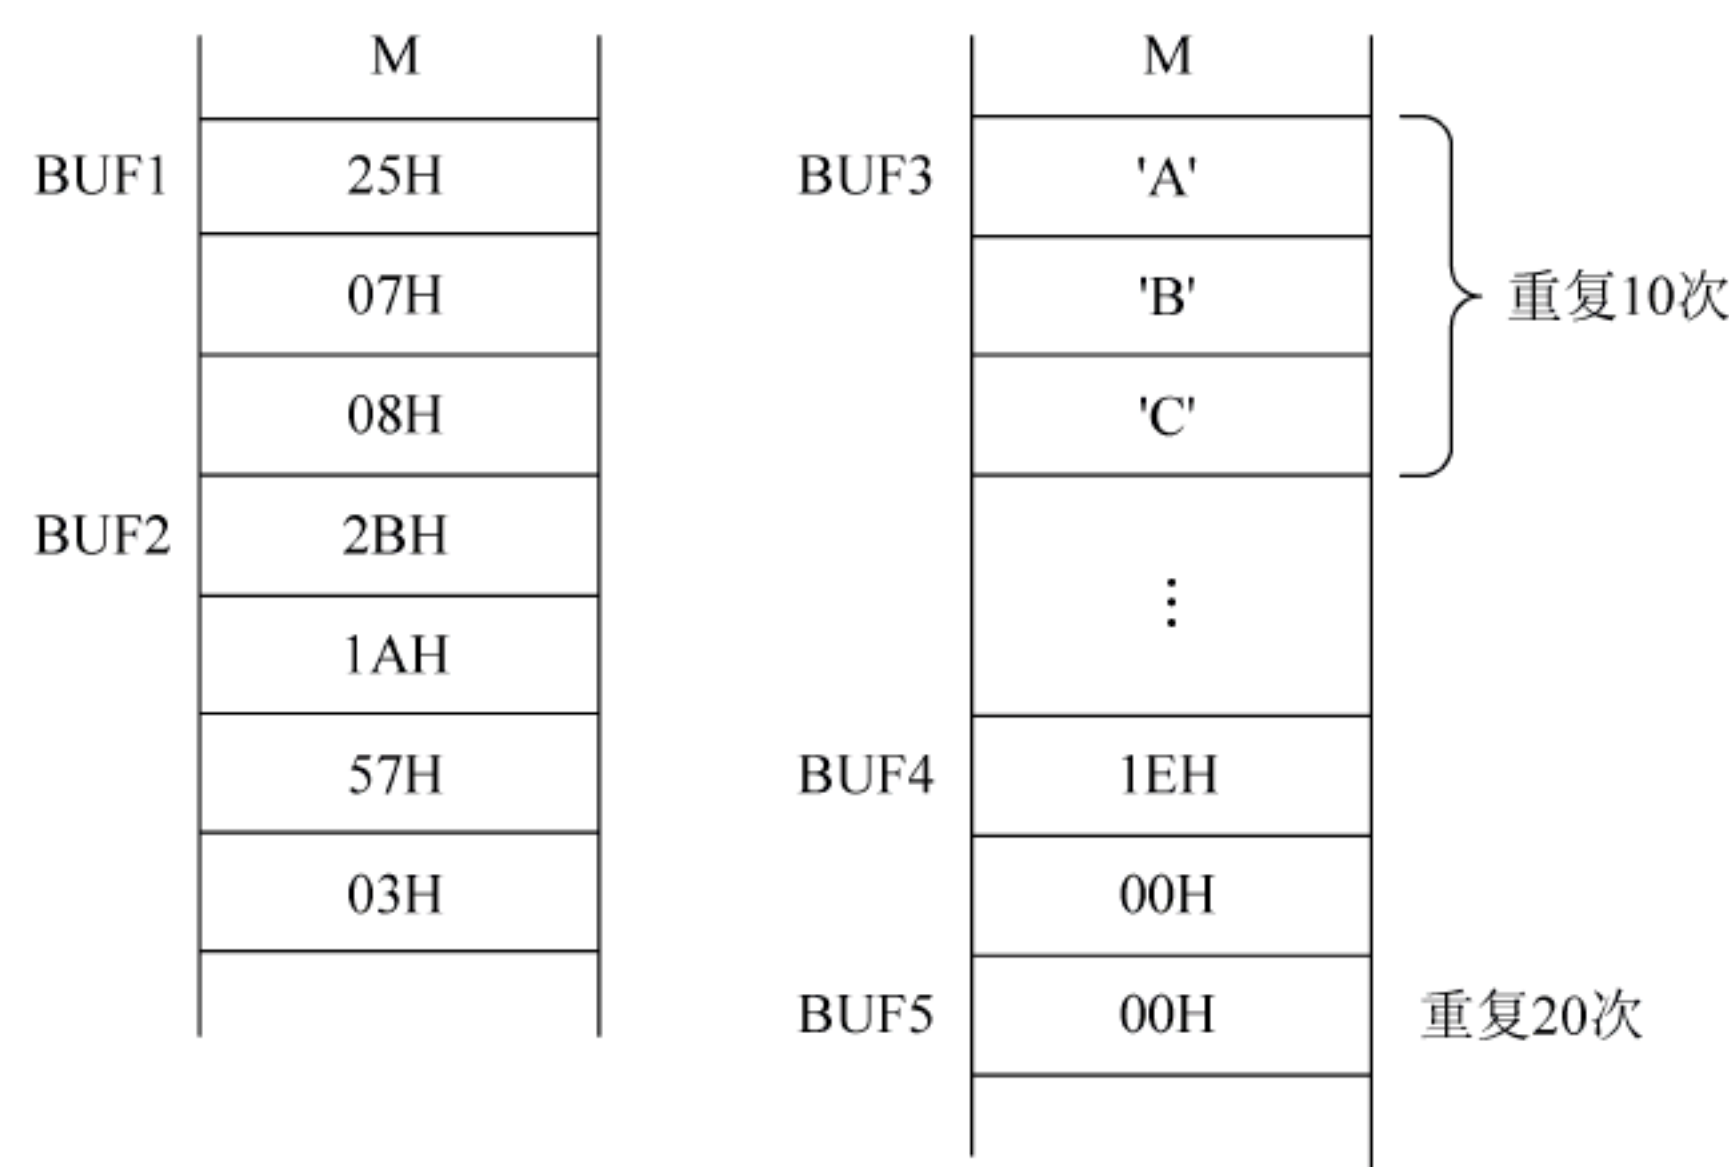 M
BUF1 25H
07H
08H
BUF2 2BH
1AH
57H
03H
M
BUF3 'A'
'B' 重复10次
'C'
⋮
BUF4 1EH
00H
BUF5 00H 重复20次